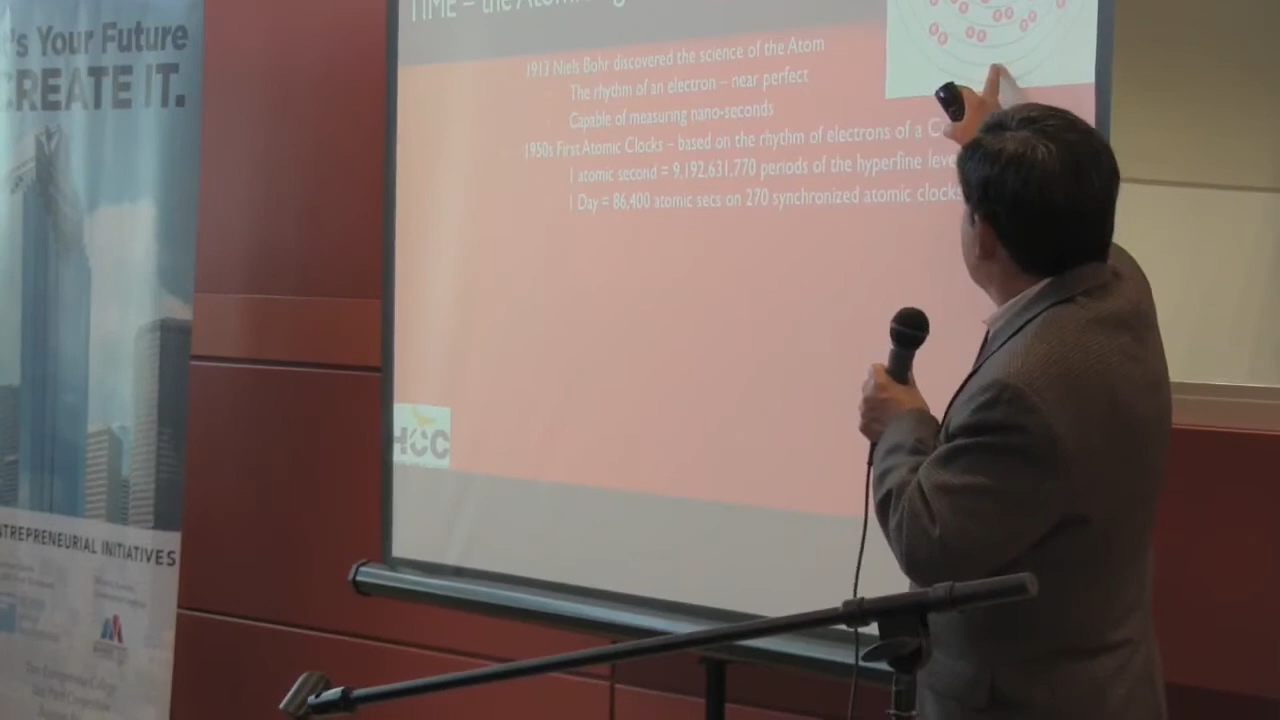 's Your Future
CREATE IT.
TIME – the Atomic
1913 Niels Bohr discovered the science of the Atom
The rhythm of an electron – near perfect
Capable of measuring nano-seconds
1950s First Atomic Clocks – based on the rhythm of electrons of a C
1 atomic second = 9,192,631,770 periods of the hyperfine leve
1 Day = 86,400 atomic secs on 270 synchronized atomic clocks
HCC
NTREPRENEURIAL INITIATIVES